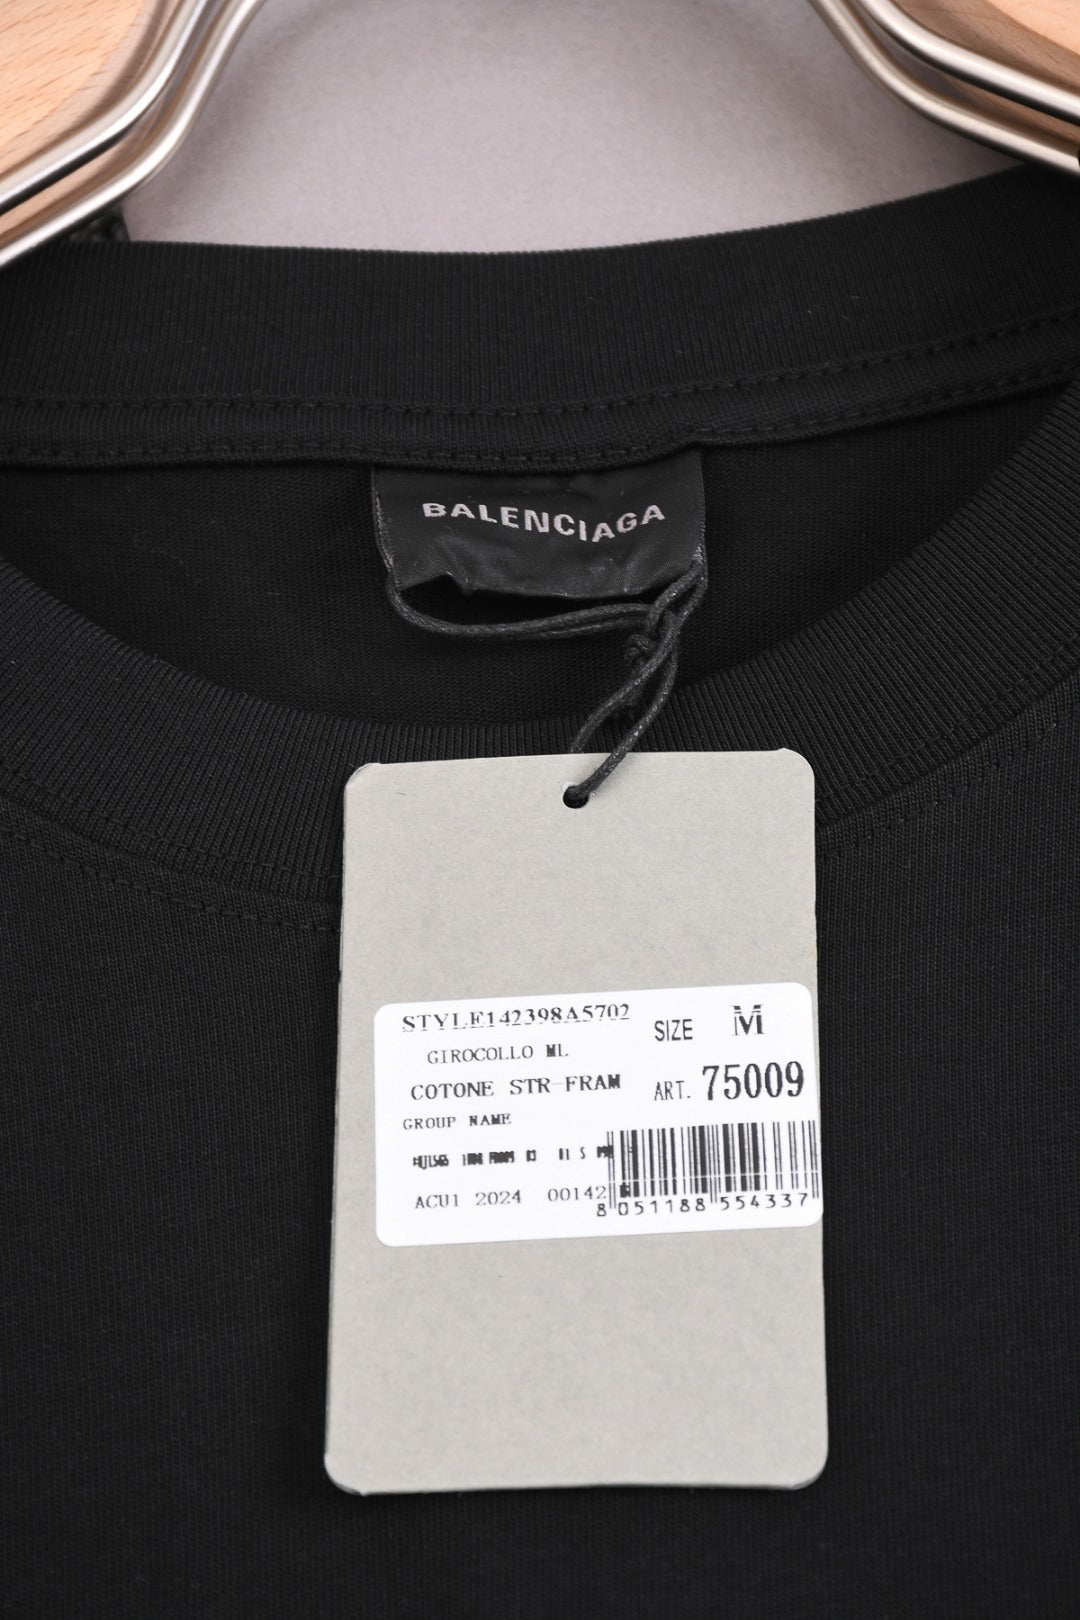 BALENCIAGA
STYLE142398A5702
SIZE M
GIROCOLLO ML
COTONE STR-FRAM
ART. 75009
GROUP NAME
ACU1 2024 00142
8 051188 554337